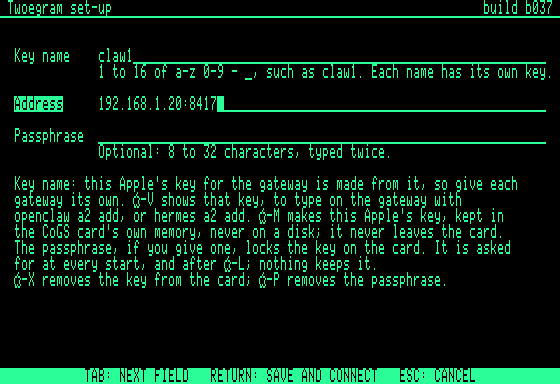 Twoegram set-up build b037
Key name claw1
1 to 16 of a-z 0-9 - _, such as claw1. Each name has its own key.
Address 192.168.1.20:8417
Passphrase
Optional: 8 to 32 characters, typed twice.
Key name: this Apple's key for the gateway is made from it, so give each
gateway its own. -V shows that key, to type on the gateway with
openclaw a2 add, or hermes a2 add. -M makes this Apple's key, kept in
the CoGS card's own memory, never on a disk; it never leaves the card.
The passphrase, if you give one, locks the key on the card. It is asked
for at every start, and after -L; nothing keeps it.
-X removes the key from the card; -P removes the passphrase.
TAB: NEXT FIELD RETURN: SAVE AND CONNECT ESC: CANCEL